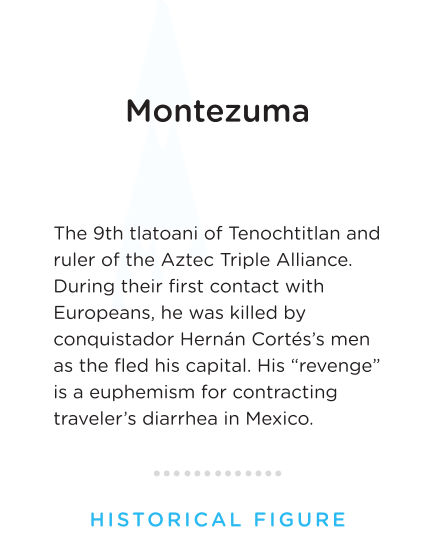 Montezuma
The 9th tlatoani of Tenochtitlan and
ruler of the Aztec Triple Alliance.
During their first contact with
Europeans, he was killed by
conquistador Hernán Cortés’s men
as the fled his capital. His “revenge”
is a euphemism for contracting
traveler’s diarrhea in Mexico.
HISTORICAL FIGURE